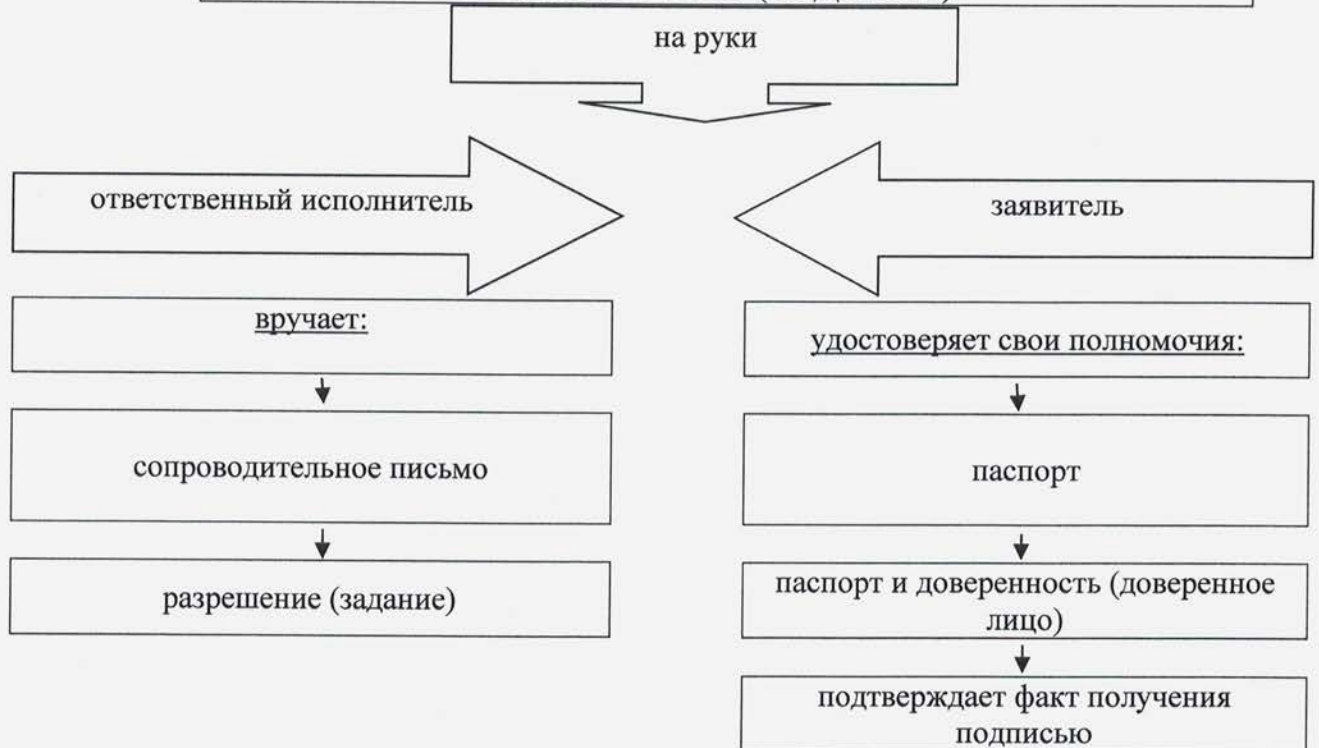 на руки
ответственный исполнитель
заявитель
вручает:
удостоверяет свои полномочия:
сопроводительное письмо
паспорт
разрешение (задание)
паспорт и доверенность (доверенное
лицо)
подтверждает факт получения
подписью